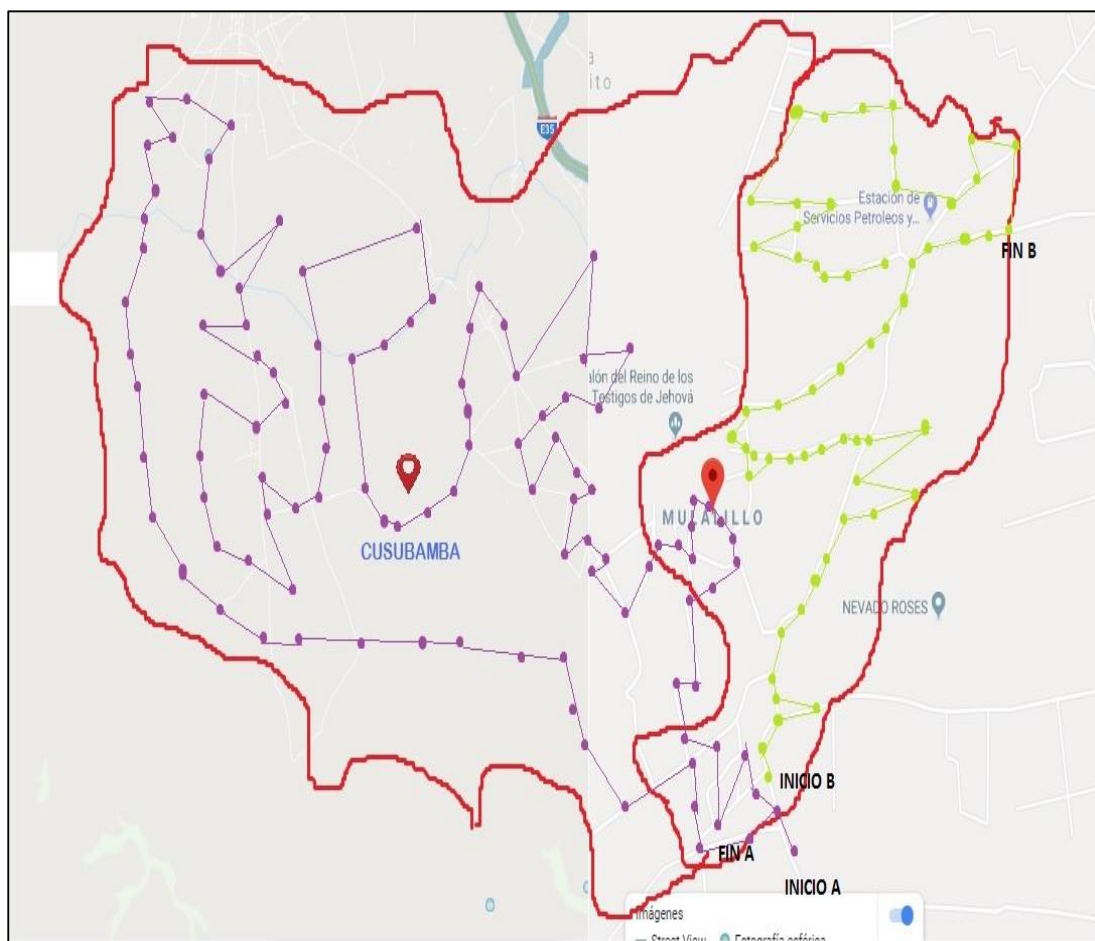 ito
E35
Estación de
Servicios Petroleos y...
FIN B
alón del Reino de los
Testigos de Jehová
MULALILLO
CUSUBAMBA
NEVADO ROSES
INICIO B
FIN A
INICIO A
Imágenes
Street View
Fotografía esférica